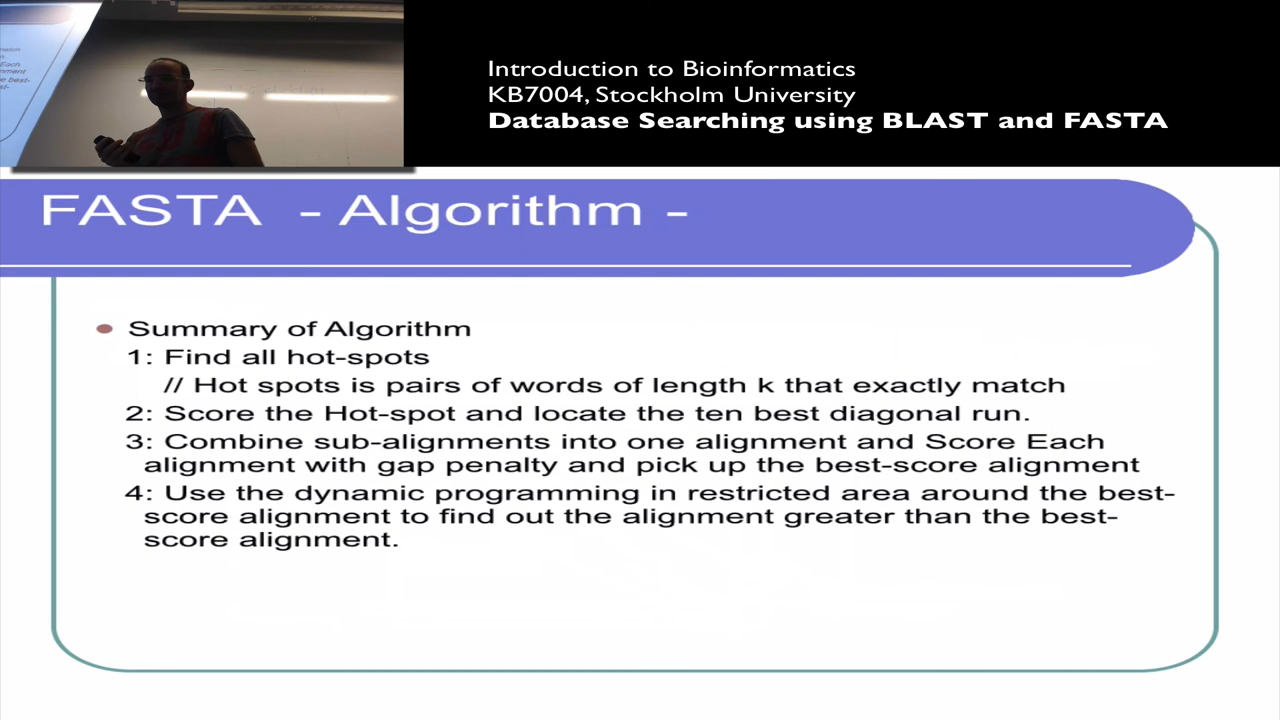 Introduction to Bioinformatics
KB7004, Stockholm University
Database Searching using BLAST and FASTA
FASTA - Algorithm -
Summary of Algorithm
1: Find all hot-spots
// Hot spots is pairs of words of length k that exactly match
2: Score the Hot-spot and locate the ten best diagonal run.
3: Combine sub-alignments into one alignment and Score Each
alignment with gap penalty and pick up the best-score alignment
4: Use the dynamic programming in restricted area around the best-
score alignment to find out the alignment greater than the best-
score alignment.